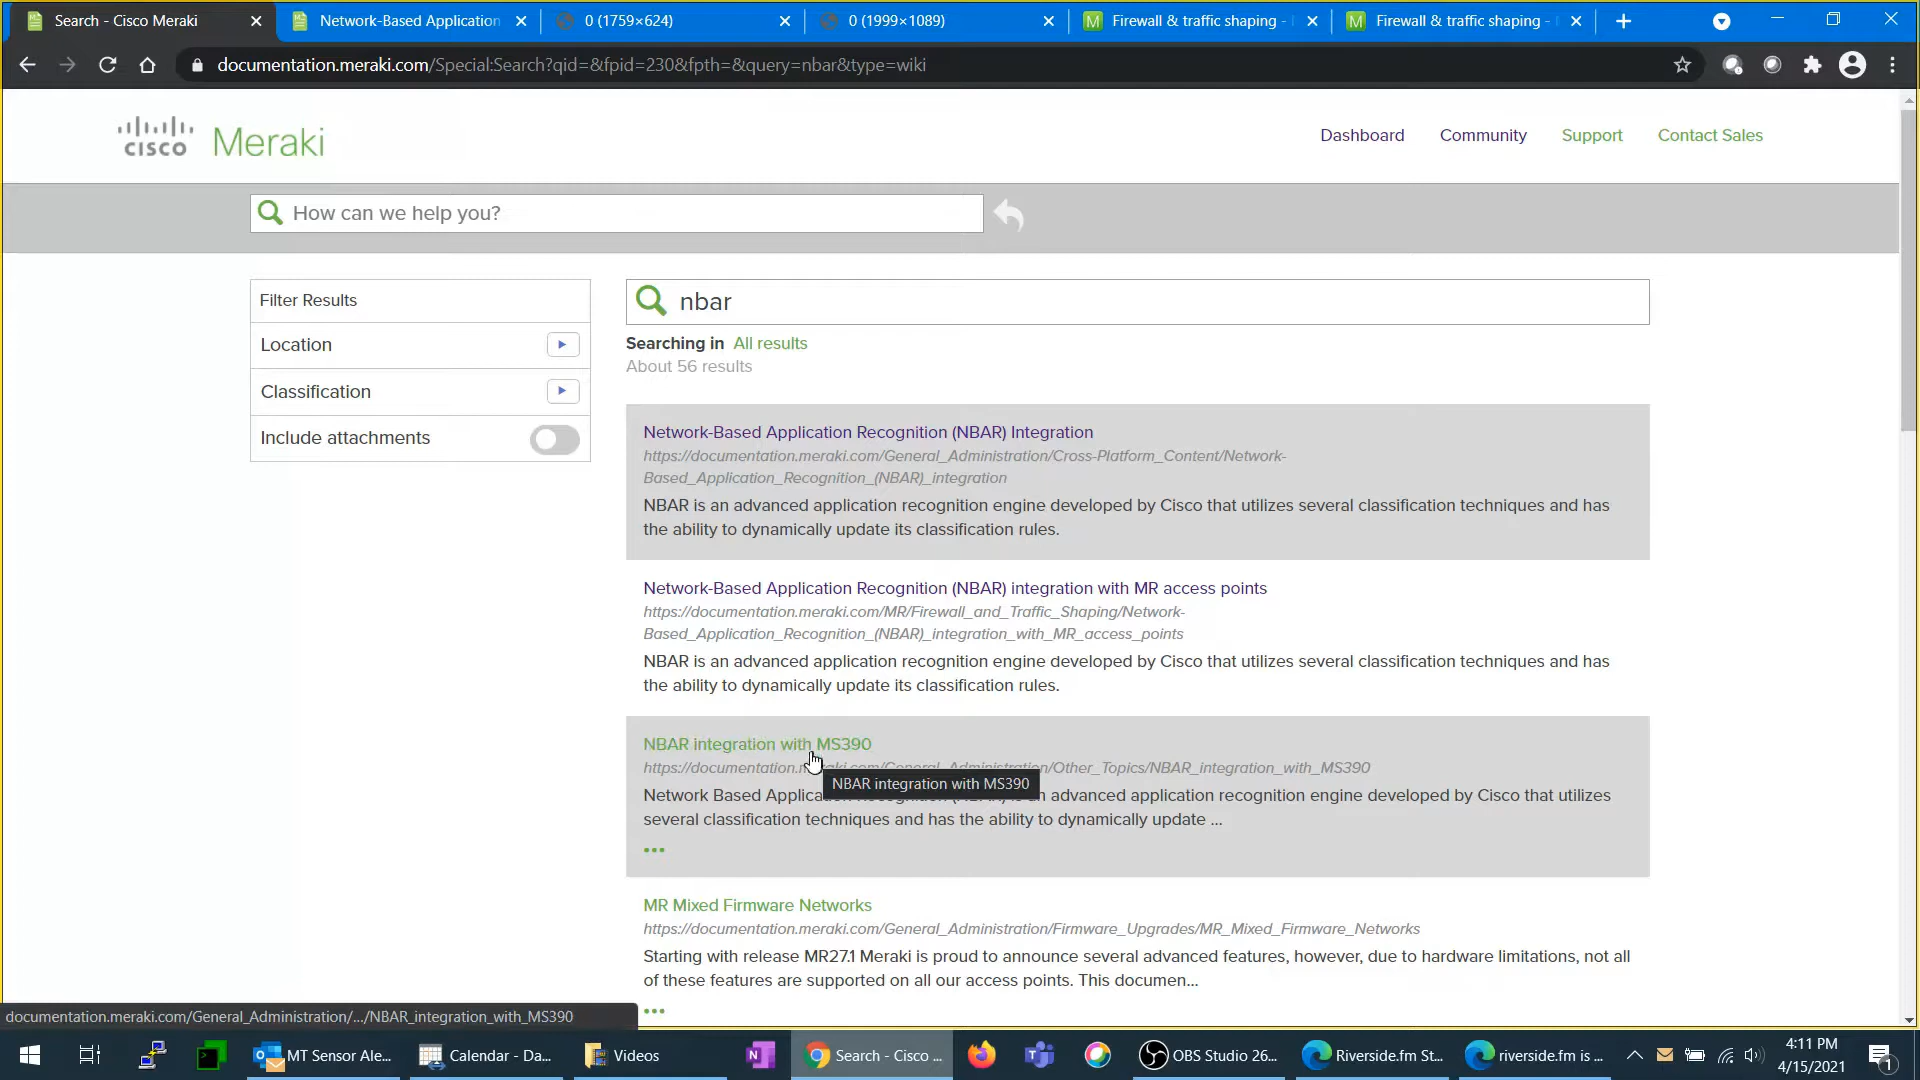 Search - Cisco Meraki
Network-Based Application
0 (1759×624)
0 (1999×1089)
Firewall & traffic shaping -
Firewall & traffic shaping -
documentation.meraki.com/Special:Search?qid=&fpid=230&fpth=&query=nbar&type=wiki
cisco Meraki
Dashboard
Community
Support
Contact Sales
How can we help you?
Filter Results
Location
Classification
Include attachments
nbar
Searching in All results
About 56 results
Network-Based Application Recognition (NBAR) Integration
https://documentation.meraki.com/General_Administration/Cross-Platform_Content/Network-
Based_Application_Recognition_(NBAR)_integration
NBAR is an advanced application recognition engine developed by Cisco that utilizes several classification techniques and has
the ability to dynamically update its classification rules.
Network-Based Application Recognition (NBAR) integration with MR access points
https://documentation.meraki.com/MR/Firewall_and_Traffic_Shaping/Network-
Based_Application_Recognition_(NBAR)_integration_with_MR_access_points
NBAR is an advanced application recognition engine developed by Cisco that utilizes several classification techniques and has
the ability to dynamically update its classification rules.
NBAR integration with MS390
https://documentation.meraki.com/General_Administration/Other_Topics/NBAR_integration_with_MS390
NBAR integration with MS390
Network Based Application Recognition (NBAR) is an advanced application recognition engine developed by Cisco that utilizes
several classification techniques and has the ability to dynamically update ...
•••
MR Mixed Firmware Networks
https://documentation.meraki.com/General_Administration/Firmware_Upgrades/MR_Mixed_Firmware_Networks
Starting with release MR27.1 Meraki is proud to announce several advanced features, however, due to hardware limitations, not all
of these features are supported on all our access points. This documen...
•••
documentation.meraki.com/General_Administration/.../NBAR_integration_with_MS390
MT Sensor Ale...
Calendar - Da...
Videos
Search - Cisco ...
OBS Studio 26...
Riverside.fm St...
riverside.fm is ...
4:11 PM
4/15/2021
1